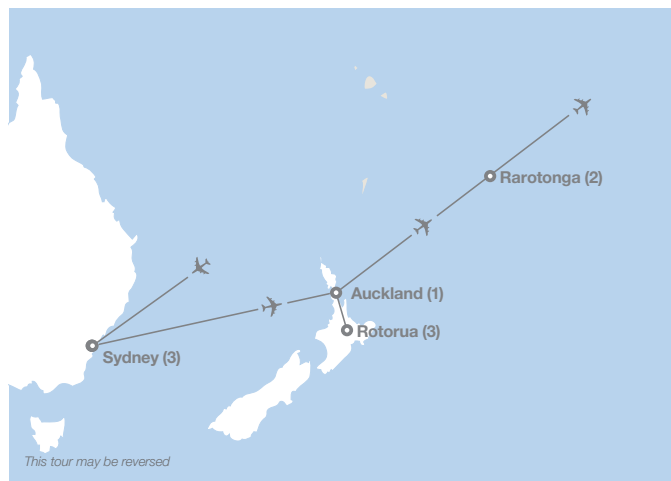 Rarotonga (2)
Auckland (1)
Rotorua (3)
Sydney (3)
This tour may be reversed